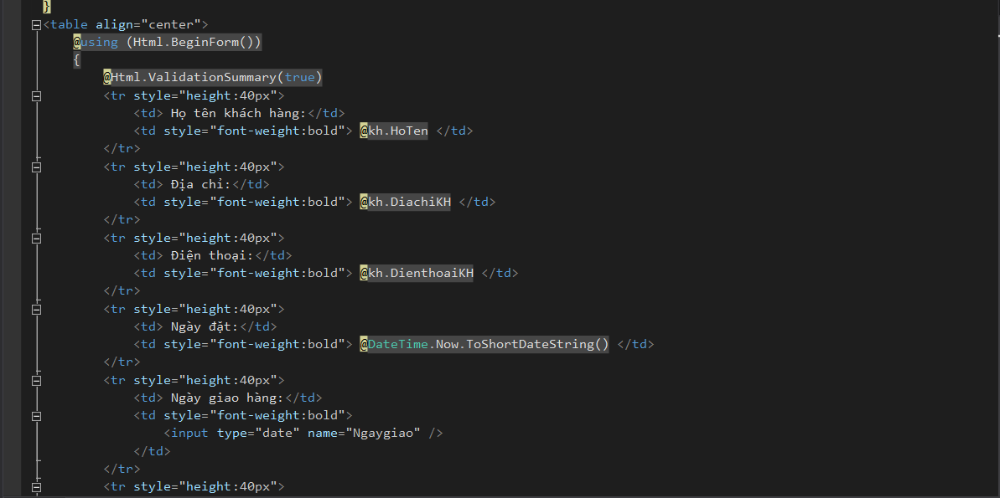 }
<table align="center">
@using (Html.BeginForm())
{
@Html.ValidationSummary(true)
<tr style="height:40px">
<td> Họ tên khách hàng:</td>
<td style="font-weight:bold"> @kh.HoTen </td>
</tr>
<tr style="height:40px">
<td> Địa chỉ:</td>
<td style="font-weight:bold"> @kh.DiachiKH </td>
</tr>
<tr style="height:40px">
<td> Điện thoại:</td>
<td style="font-weight:bold"> @kh.DienthoaiKH </td>
</tr>
<tr style="height:40px">
<td> Ngày đặt:</td>
<td style="font-weight:bold"> @DateTime.Now.ToShortDateString() </td>
</tr>
<tr style="height:40px">
<td> Ngày giao hàng:</td>
<td style="font-weight:bold">
<input type="date" name="Ngaygiao" />
</td>
</tr>
<tr style="height:40px">